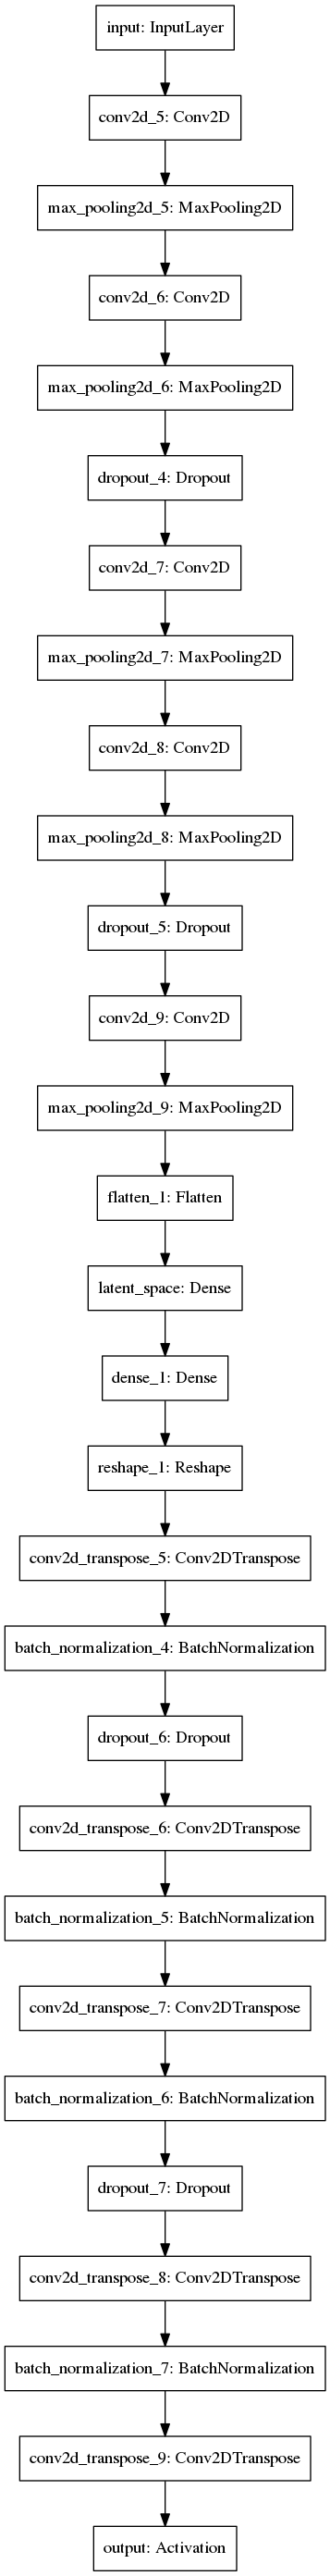 input: InputLayer
conv2d_5: Conv2D
max_pooling2d_5: MaxPooling2D
conv2d_6: Conv2D
max_pooling2d_6: MaxPooling2D
dropout_4: Dropout
conv2d_7: Conv2D
max_pooling2d_7: MaxPooling2D
conv2d_8: Conv2D
max_pooling2d_8: MaxPooling2D
dropout_5: Dropout
conv2d_9: Conv2D
max_pooling2d_9: MaxPooling2D
flatten_1: Flatten
latent_space: Dense
dense_1: Dense
reshape_1: Reshape
conv2d_transpose_5: Conv2DTranspose
batch_normalization_4: BatchNormalization
dropout_6: Dropout
conv2d_transpose_6: Conv2DTranspose
batch_normalization_5: BatchNormalization
conv2d_transpose_7: Conv2DTranspose
batch_normalization_6: BatchNormalization
dropout_7: Dropout
conv2d_transpose_8: Conv2DTranspose
batch_normalization_7: BatchNormalization
conv2d_transpose_9: Conv2DTranspose
output: Activation